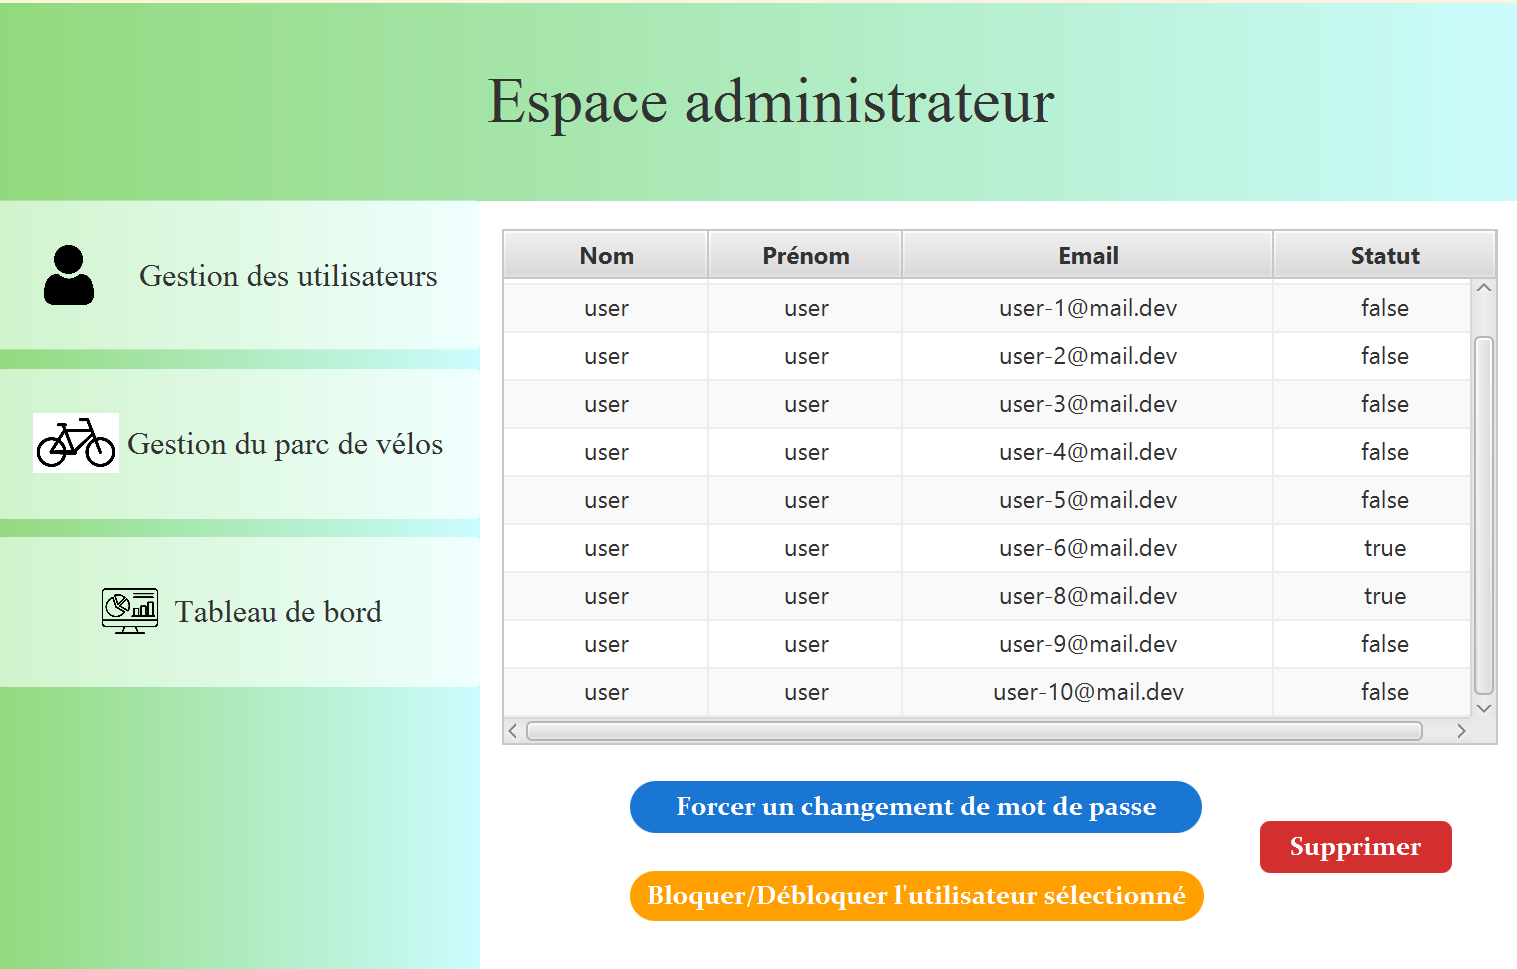 Espace administrateur
Gestion des utilisateurs
Gestion du parc de vélos
Tableau de bord
Nom Prénom Email Statut
user user user-1@mail.dev false
user user user-2@mail.dev false
user user user-3@mail.dev false
user user user-4@mail.dev false
user user user-5@mail.dev false
user user user-6@mail.dev true
user user user-8@mail.dev true
user user user-9@mail.dev false
user user user-10@mail.dev false
Forcer un changement de mot de passe
Supprimer
Bloquer/Débloquer l'utilisateur sélectionné